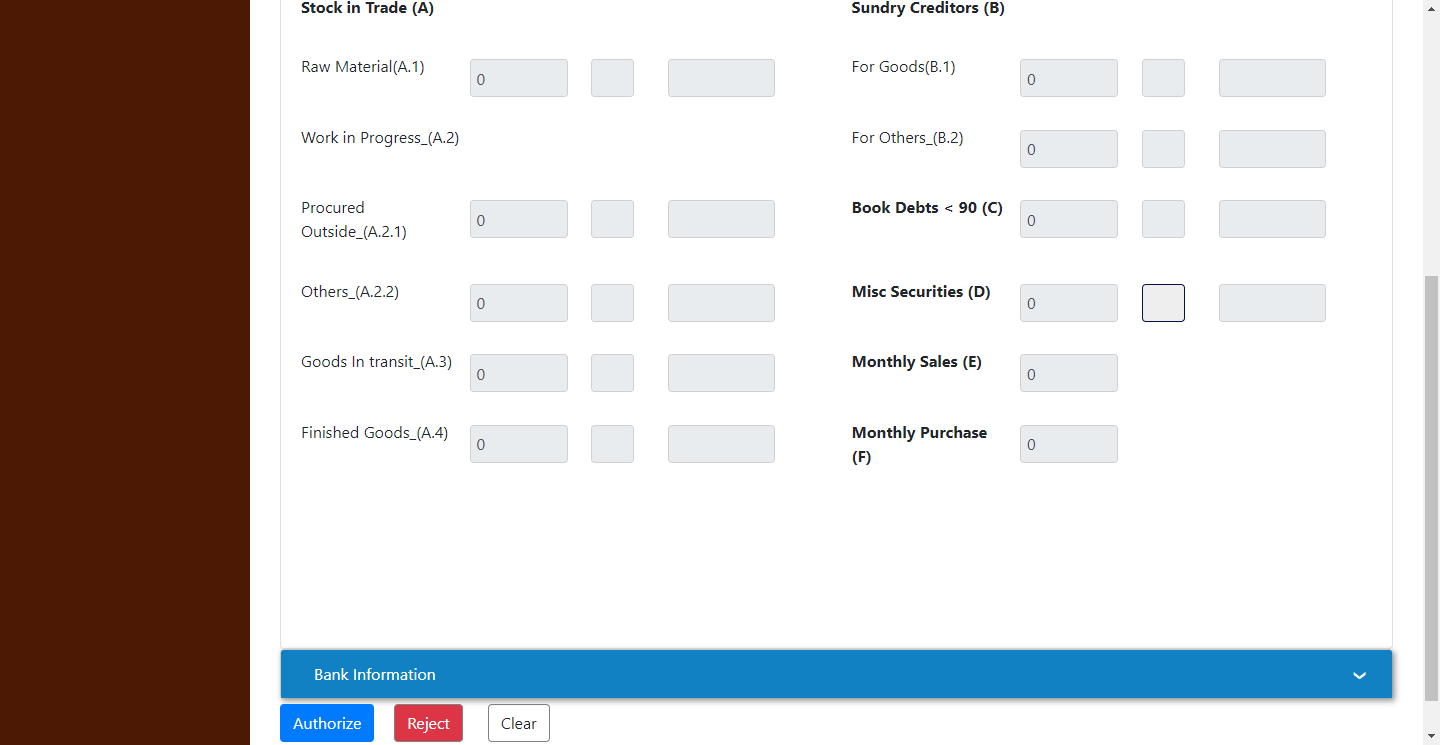 Stock in Trade (A)
Sundry Creditors (B)
Raw Material(A.1)
0
For Goods(B.1)
0
Work in Progress_(A.2)
For Others_(B.2)
0
Procured
Outside_(A.2.1)
0
Book Debts < 90 (C)
0
Others_(A.2.2)
0
Misc Securities (D)
0
Goods In transit_(A.3)
0
Monthly Sales (E)
0
Finished Goods_(A.4)
0
Monthly Purchase
(F)
0
Bank Information
Authorize
Reject
Clear